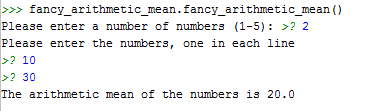 >>> fancy_arithmetic_mean.fancy_arithmetic_mean()
Please enter a number of numbers (1-5): >? 2
Please enter the numbers, one in each line
>? 10
>? 30
The arithmetic mean of the numbers is 20.0